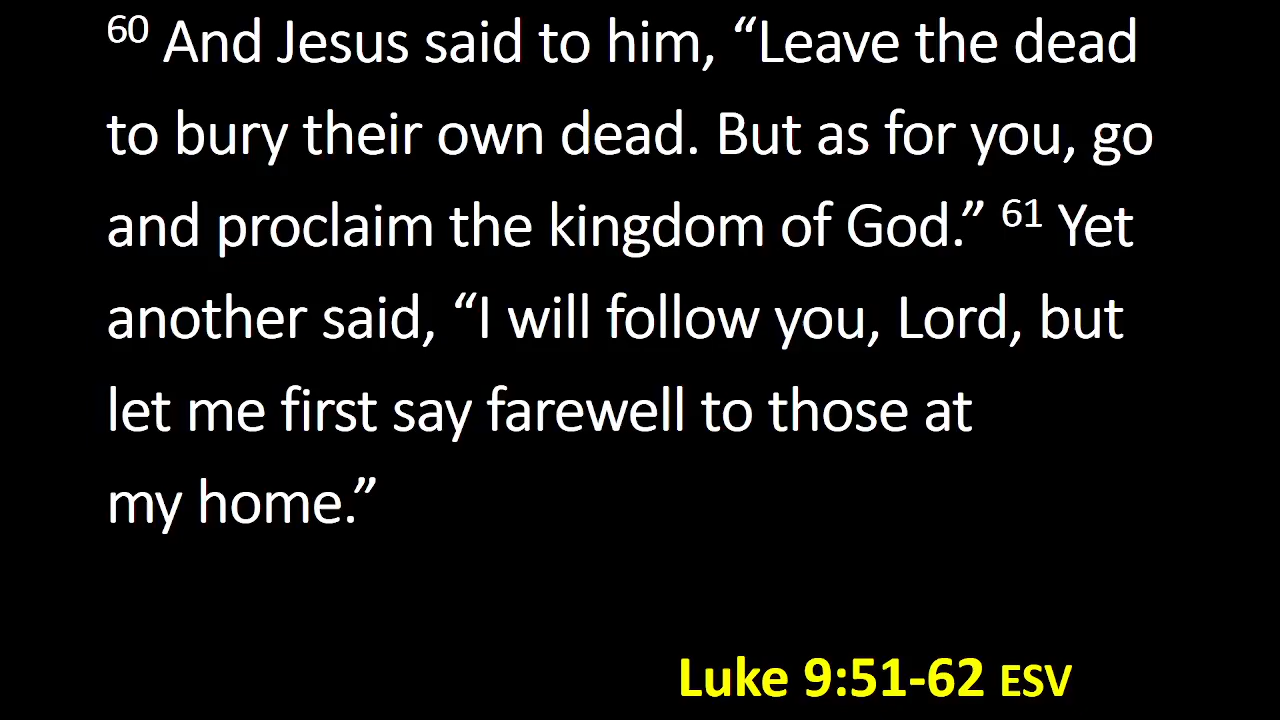 60 And Jesus said to him, “Leave the dead
to bury their own dead. But as for you, go
and proclaim the kingdom of God.” 61 Yet
another said, “I will follow you, Lord, but
let me first say farewell to those at
my home.”
Luke 9:51-62 ESV